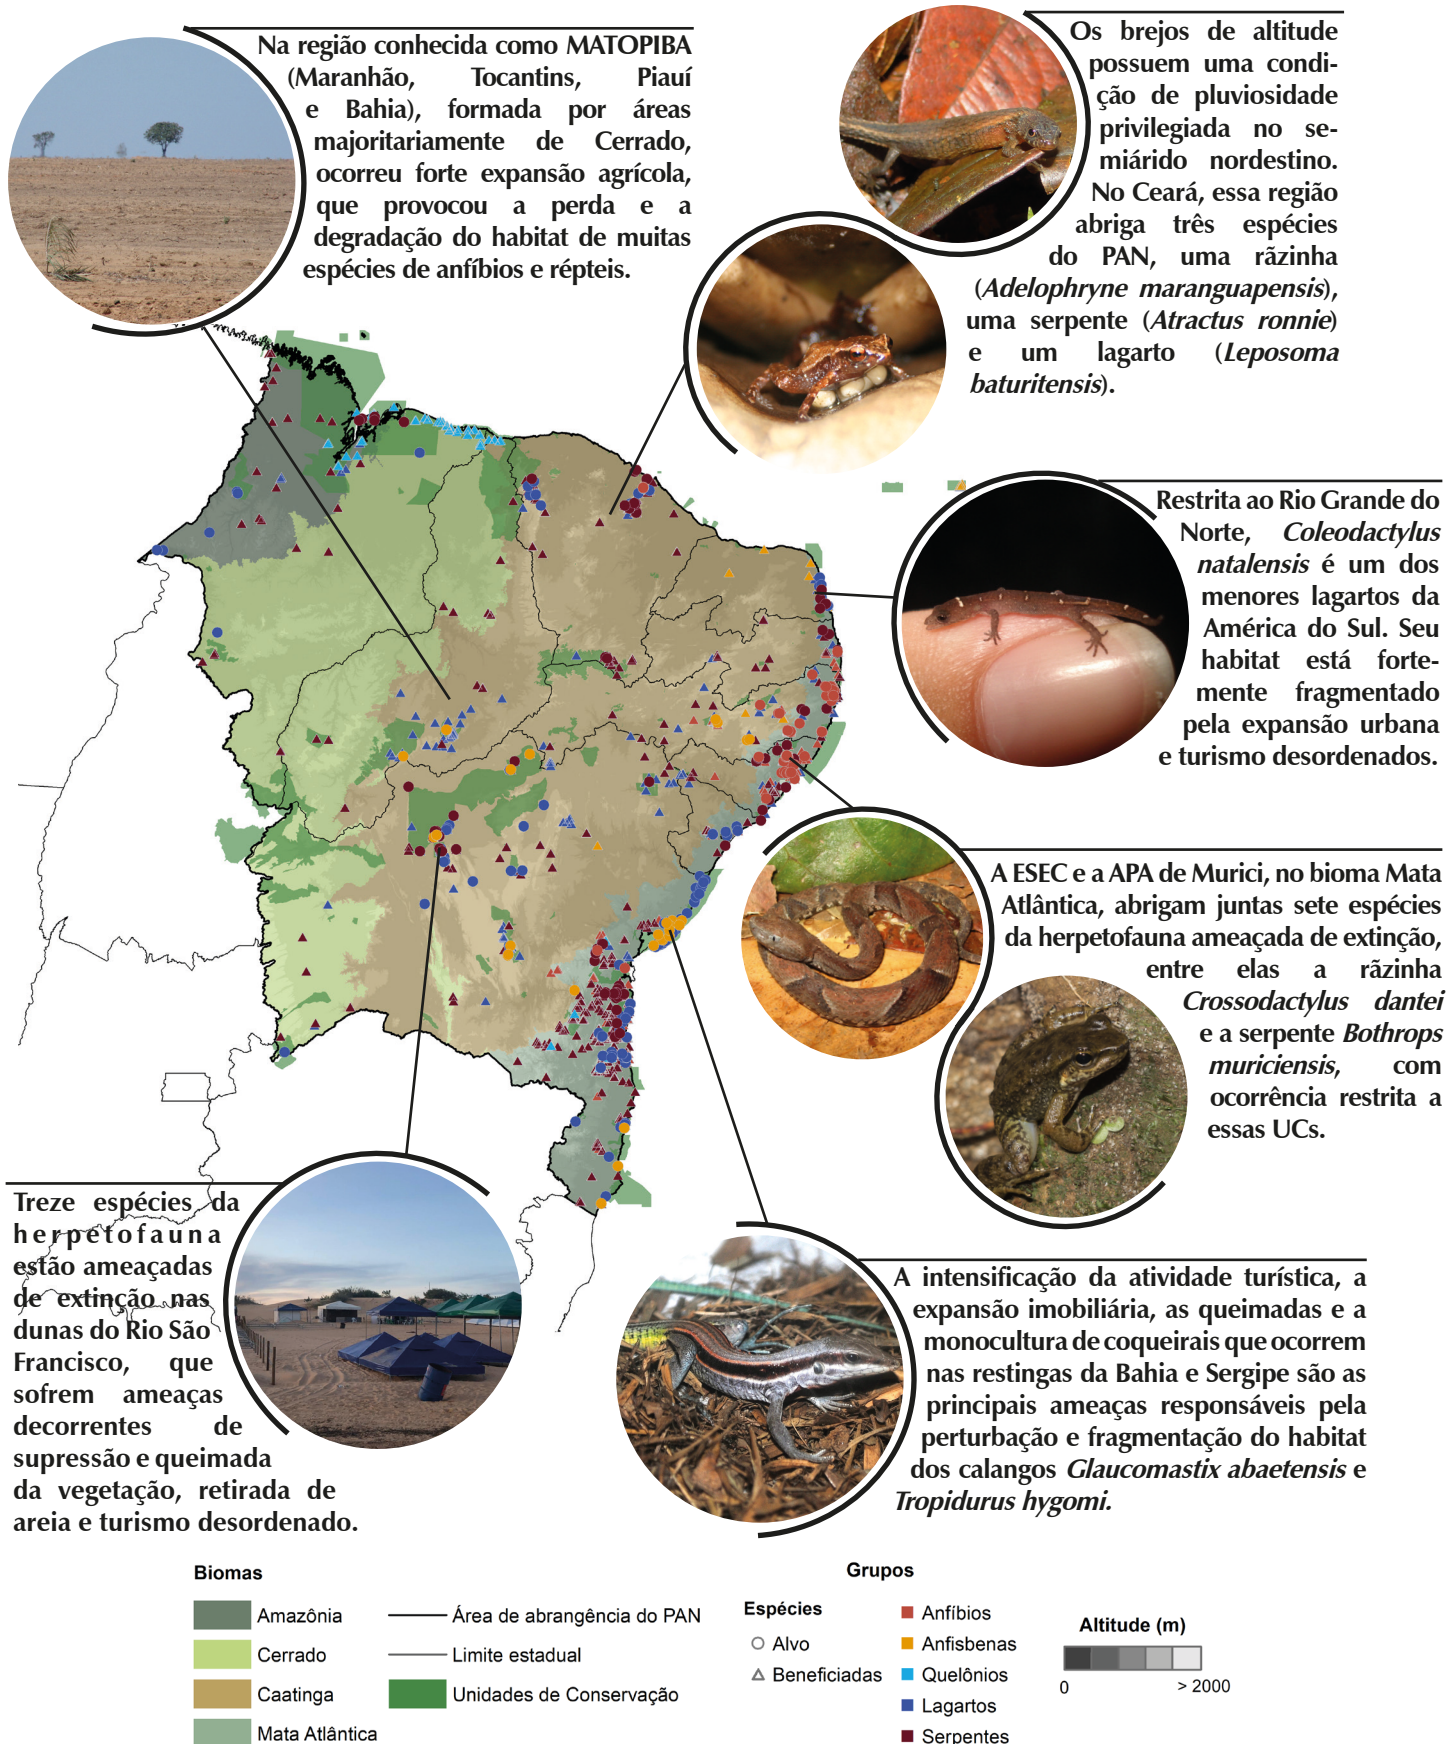 Na região conhecida como MATOPIBA
(Maranhão, Tocantins, Piauí
e Bahia), formada por áreas
majoritariamente de Cerrado,
ocorreu forte expansão agrícola,
que provocou a perda e a
degradação do habitat de muitas
espécies de anfíbios e répteis.
Os brejos de altitude
possuem uma condi-
ção de pluviosidade
privilegiada no se-
miárido nordestino.
No Ceará, essa região
abriga três espécies
do PAN, uma rãzinha
(Adelophryne maranguapensis),
uma serpente (Atractus ronnie)
e um lagarto (Leposoma
baturitensis).
Restrita ao Rio Grande do
Norte, Coleodactylus
natalensis é um dos
menores lagartos da
América do Sul. Seu
habitat está forte-
mente fragmentado
pela expansão urbana
e turismo desordenados.
A ESEC e a APA de Murici, no bioma Mata
Atlântica, abrigam juntas sete espécies
da herpetofauna ameaçada de extinção,
entre elas a rãzinha
Crossodactylus dantei
e a serpente Bothrops
muriciensis, com
ocorrência restrita a
essas UCs.
Treze espécies da
herpetofauna
estão ameaçadas
de extinção nas
dunas do Rio São
Francisco, que
sofrem ameaças
decorrentes de
supressão e queimada
da vegetação, retirada de
areia e turismo desordenado.
A intensificação da atividade turística, a
expansão imobiliária, as queimadas e a
monocultura de coqueirais que ocorrem
nas restingas da Bahia e Sergipe são as
principais ameaças responsáveis pela
perturbação e fragmentação do habitat
dos calangos Glaucomastix abaetensis e
Tropidurus hygomi.
Biomas
Amazônia
Cerrado
Caatinga
Mata Atlântica
Área de abrangência do PAN
Limite estadual
Unidades de Conservação
Grupos
Espécies
Alvo
Beneficiadas
Anfíbios
Anfisbenas
Quelônios
Lagartos
Serpentes
Altitude (m)
0 > 2000